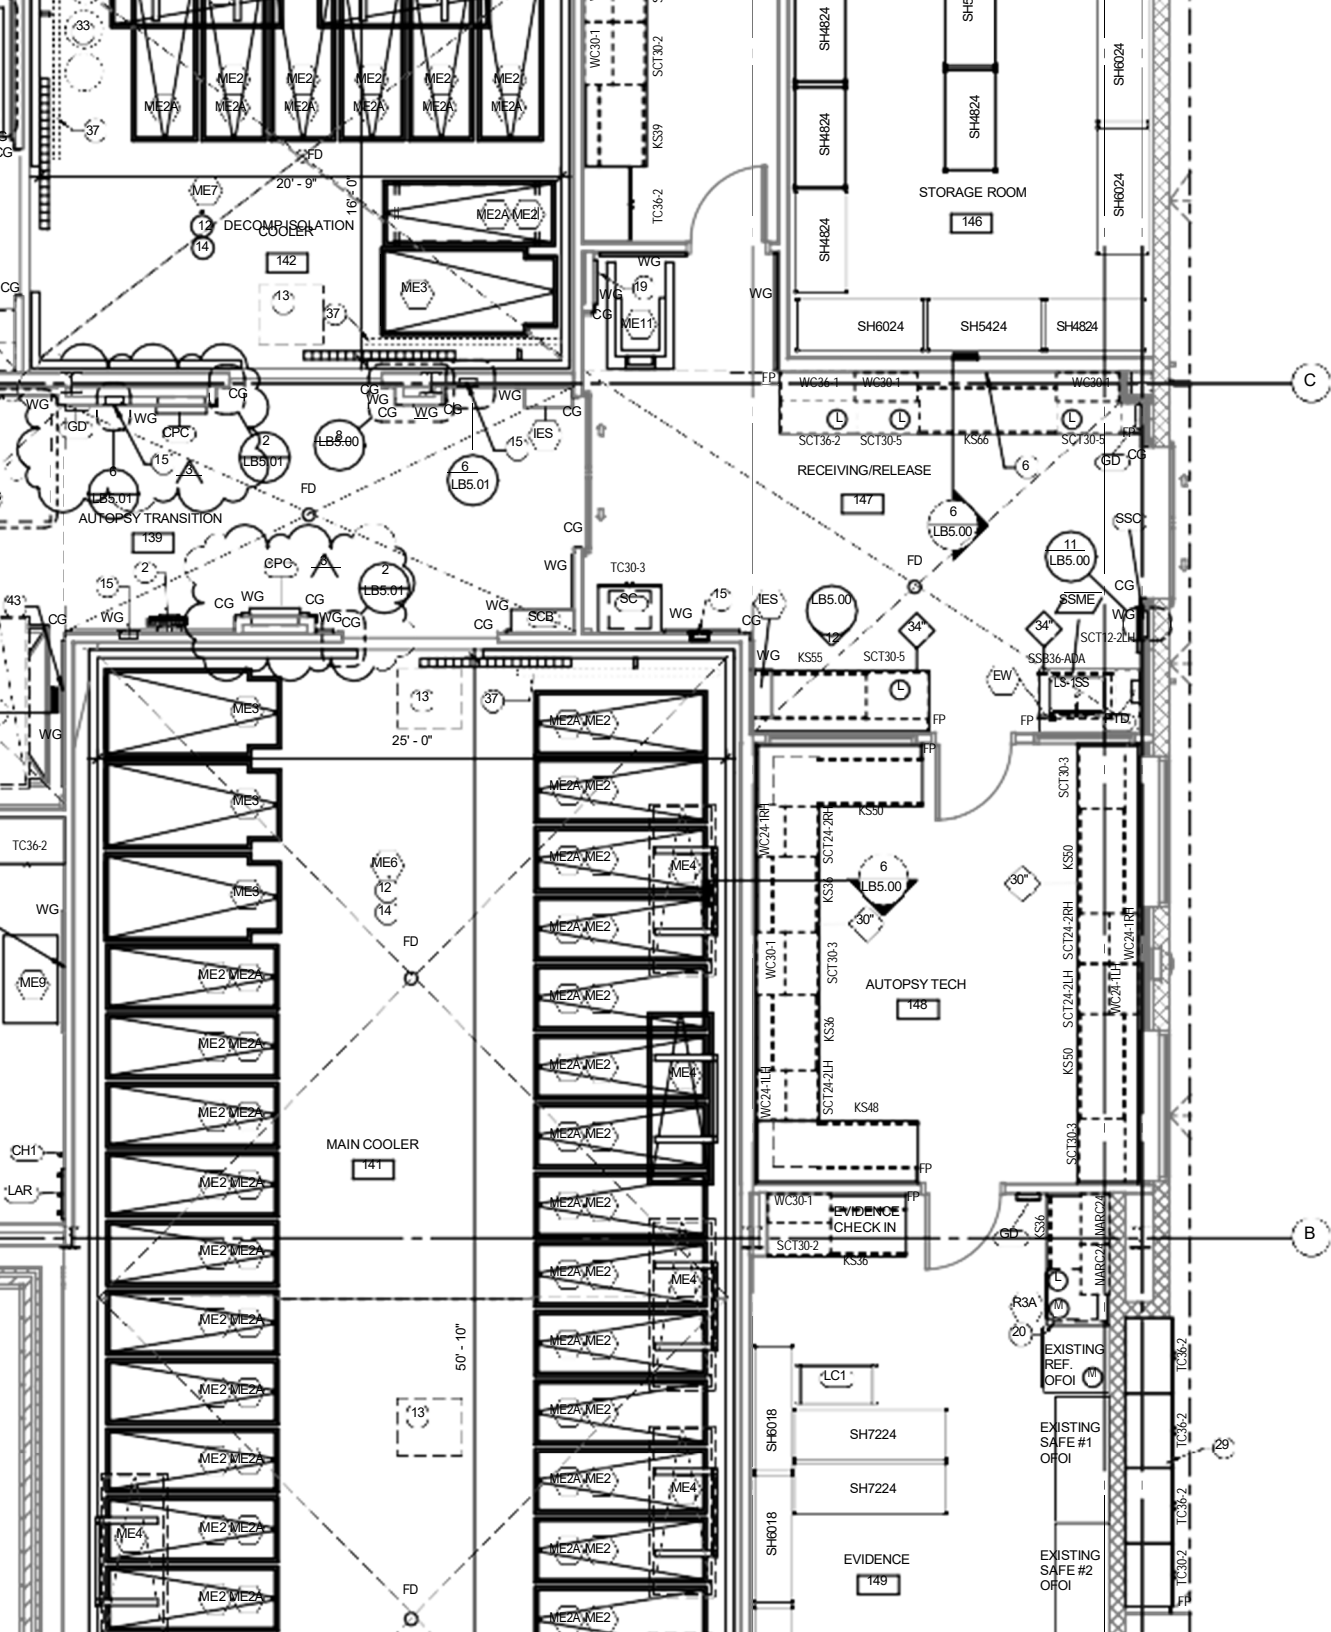 33
ME2 ME2 ME2 ME2 ME2
ME2A ME2A ME2A ME2A ME2A ME2A
37
CG
FD
20' - 9"
16' - 0"
ME7
12
14
DECOMP ISOLATION
COOLER
142
ME2A ME2
ME3
13
37
CG
WC30-1
SCT30-2
KS39
TC36-2
SH4824
SH4824
SH4824
SH4824
SH6024
SH6024
STORAGE ROOM
146
WG
19
WG
CG
ME11
WG
SH6024
SH5424
SH4824
FP
WC36-1
WC30-1
WC30-1
C
WG
GD
WG
CPC
CG
CG
WG
CG
WG
CG
WG
CG
15
3
2
LB5.01
8
LB5.00
6
LB5.01
6
LB5.01
15
IES
FD
AUTOPSY TRANSITION
139
SCT36-2
SCT30-5
KS66
SCT30-5
L
L
L
FP
GD
CG
6
RECEIVING/RELEASE
147
6
LB5.00
FD
11
LB5.00
SSC
CG
SSME
WG
SCT12-2LH
CG
WG
15
2
CPC
3
2
LB5.01
CG
WG
CG
WG
CG
WG
WG
CG
SCB
TC30-3
SC
WG
15
CG
IES
WG
LB5.00
12
34"
34"
KS55
SCT30-5
L
SSB36-ADA
EW
LS-1SS
TD
FP
FP
FP
43
CG
WG
ME3
13
37
25' - 0"
ME2A ME2
ME3
ME2A ME2
ME6
12
14
ME2A ME2
ME4
ME3
FD
ME2 ME2A
ME2A ME2
ME2 ME2A
ME2A ME2
ME4
ME2 ME2A
ME2A ME2
MAIN COOLER
141
ME2 ME2A
ME2A ME2
ME2 ME2A
ME2A ME2
ME4
ME2 ME2A
ME2A ME2
50' - 10"
ME2 ME2A
ME2A ME2
13
ME2 ME2A
ME2A ME2
ME4
ME2 ME2A
ME4
ME2A ME2
ME2 ME2A
ME2A ME2
FD
TC36-2
WG
ME9
CH1
LAR
KS50
WC24-1RH
SCT24-2RH
KS36
WC30-1
SCT30-3
KS36
WC24-1LH
SCT24-2LH
KS48
6
LB5.00
30"
30"
AUTOPSY TECH
148
SCT30-3
KS50
SCT24-2RH
WC24-1RH
SCT24-2LH
WC24-1LH
KS50
SCT30-3
FP
FP
WC30-1
EVIDENCE
CHECK IN
SCT30-2
KS36
GD
KS36
NARC24
NARC24
B
L
M
R3A
20
EXISTING
REF.
OFOI
M
LC1
SH6018
SH7224
SH7224
SH6018
EXISTING
SAFE #1
OFOI
EXISTING
SAFE #2
OFOI
EVIDENCE
149
TC36-2
TC36-2
TC36-2
TC30-2
29
FP